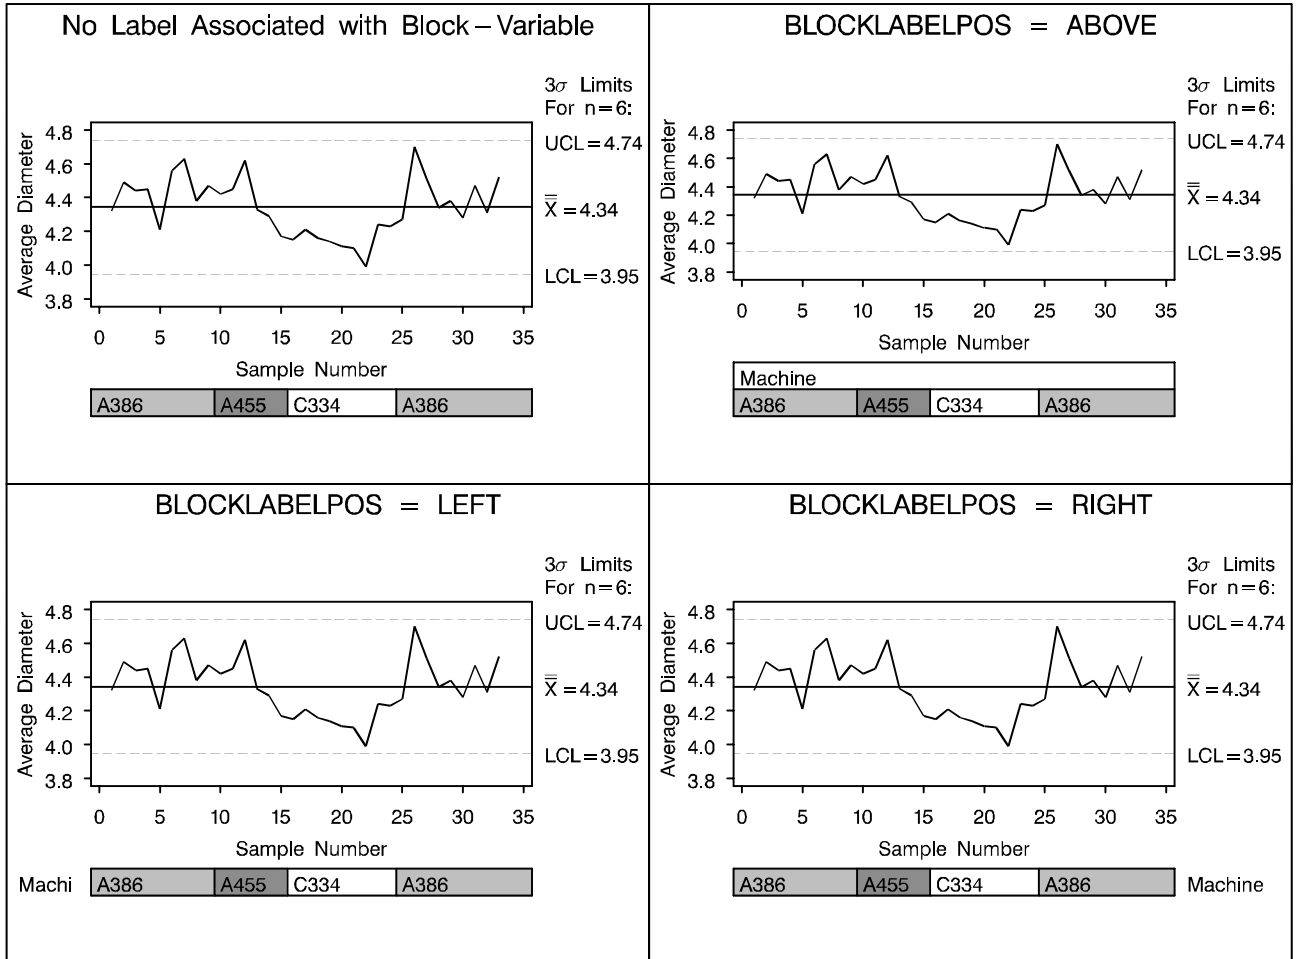 No Label Associated with Block – Variable
3σ Limits
For n=6:
UCL=4.74
X̿=4.34
LCL=3.95
Average Diameter
4.8
4.6
4.4
4.2
4.0
3.8
0 5 10 15 20 25 30 35
Sample Number
A386 A455 C334 A386
BLOCKLABELPOS = ABOVE
3σ Limits
For n=6:
UCL=4.74
X̿=4.34
LCL=3.95
Average Diameter
4.8
4.6
4.4
4.2
4.0
3.8
0 5 10 15 20 25 30 35
Sample Number
Machine
A386 A455 C334 A386
BLOCKLABELPOS = LEFT
3σ Limits
For n=6:
UCL=4.74
X̿=4.34
LCL=3.95
Average Diameter
4.8
4.6
4.4
4.2
4.0
3.8
0 5 10 15 20 25 30 35
Sample Number
Machi A386 A455 C334 A386
BLOCKLABELPOS = RIGHT
3σ Limits
For n=6:
UCL=4.74
X̿=4.34
LCL=3.95
Average Diameter
4.8
4.6
4.4
4.2
4.0
3.8
0 5 10 15 20 25 30 35
Sample Number
A386 A455 C334 A386 Machine